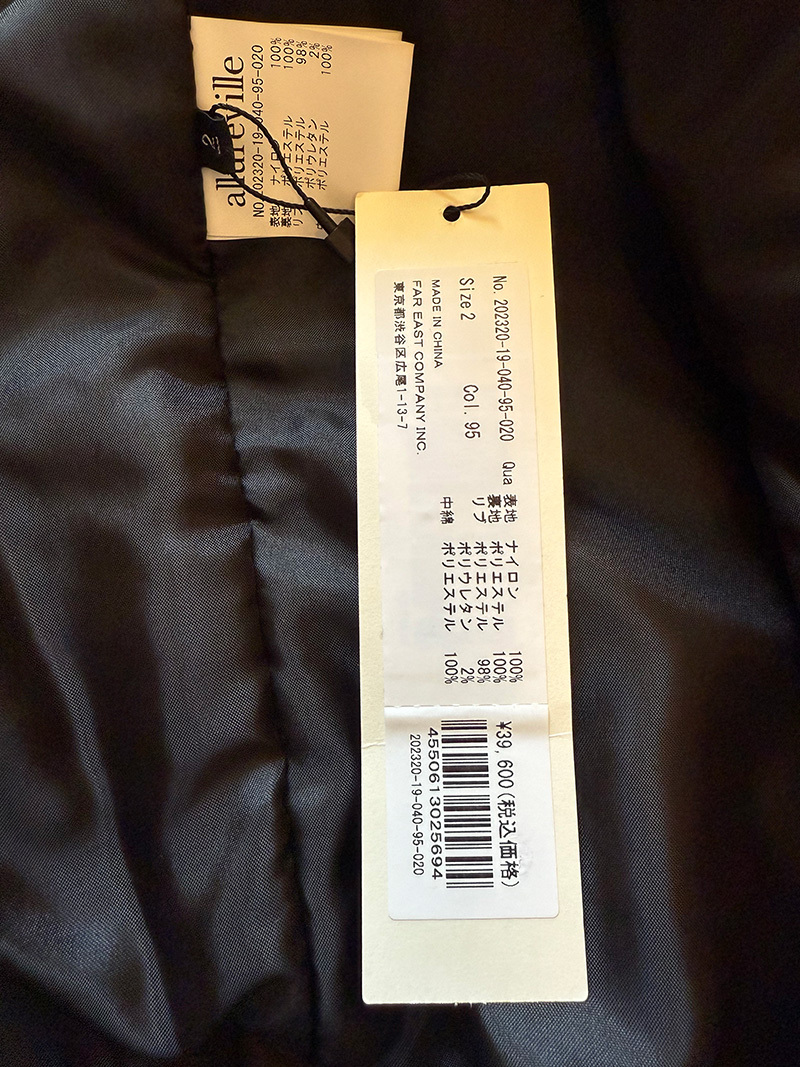 allureville
No. 202320-19-040-95-020
表地 ナイロン 100%
裏地 ポリエステル 100%
リブ ポリエステル 98%
ポリウレタン 2%
ポリエステル 100%
2
No. 202320-19-040-95-020 Qua
Size 2 Col. 95
MADE IN CHINA
FAR EAST COMPANY INC.
東京都渋谷区広尾1-13-7
表地 ナイロン 100%
裏地 ポリエステル 100%
リブ ポリエステル 98%
ポリウレタン 2%
中綿 ポリエステル 100%
¥39,600(税込価格)
4550613025694
202320-19-040-95-020